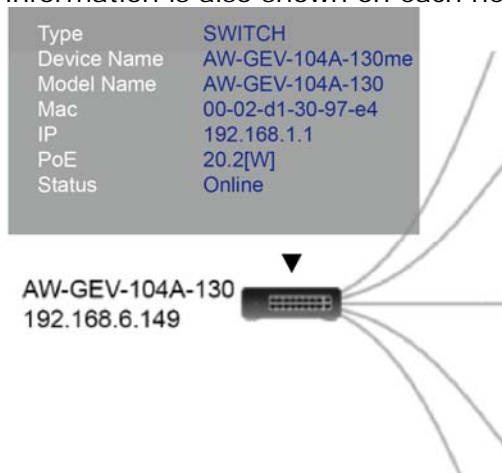 information is also shown on each
Type SWITCH
Device Name AW-GEV-104A-130me
Model Name AW-GEV-104A-130
Mac 00-02-d1-30-97-e4
IP 192.168.1.1
PoE 20.2[W]
Status Online
AW-GEV-104A-130
192.168.6.149